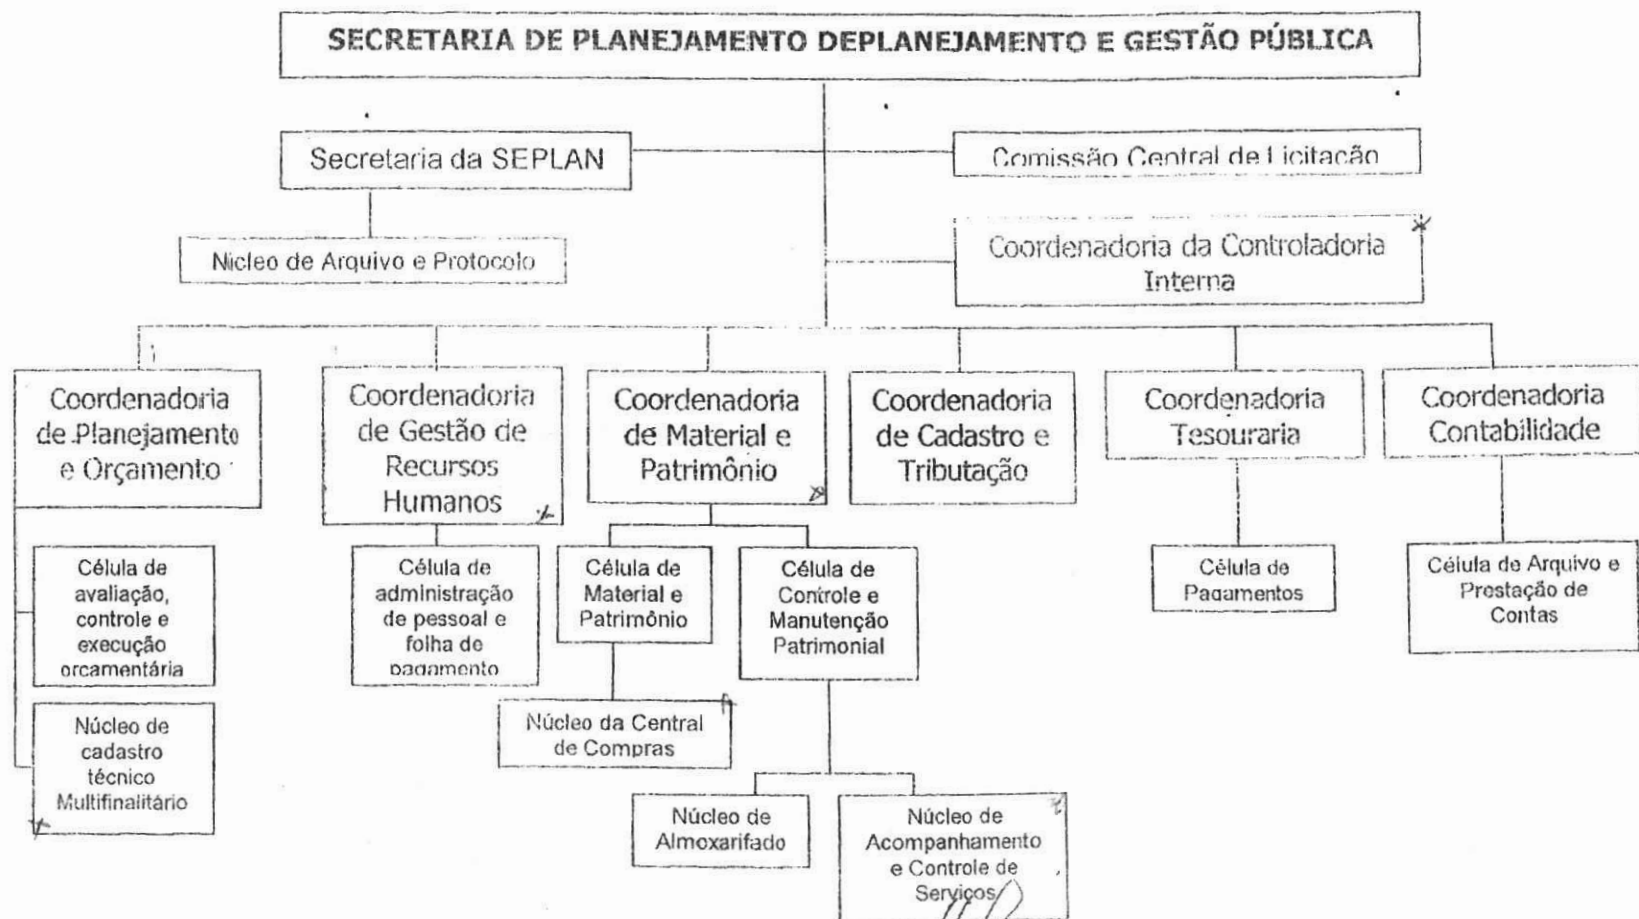 SECRETARIA DE PLANEJAMENTO DEPLANEJAMENTO E GESTÃO PÚBLICA
Secretaria da SEPLAN
Comissão Central de Licitação
Núcleo de Arquivo e Protocolo
Coordenadoria da Controladoria
Interna
Coordenadoria
de Planejamento
e Orçamento
Coordenadoria
de Gestão de
Recursos
Humanos
Coordenadoria
de Material e
Patrimônio
Coordenadoria
de Cadastro e
Tributação
Coordenadoria
Tesouraria
Coordenadoria
Contabilidade
Célula de
avaliação,
controle e
execução
orçamentária
Célula de
administração
de pessoal e
folha de
pagamento
Célula de
Material e
Patrimônio
Célula de
Controle e
Manutenção
Patrimonial
Célula de
Pagamentos
Célula de Arquivo e
Prestação de
Contas
Núcleo de
cadastro
técnico
Multifinalitário
Núcleo da Central
de Compras
Núcleo de
Almoxarifado
Núcleo de
Acompanhamento
e Controle de
Serviços